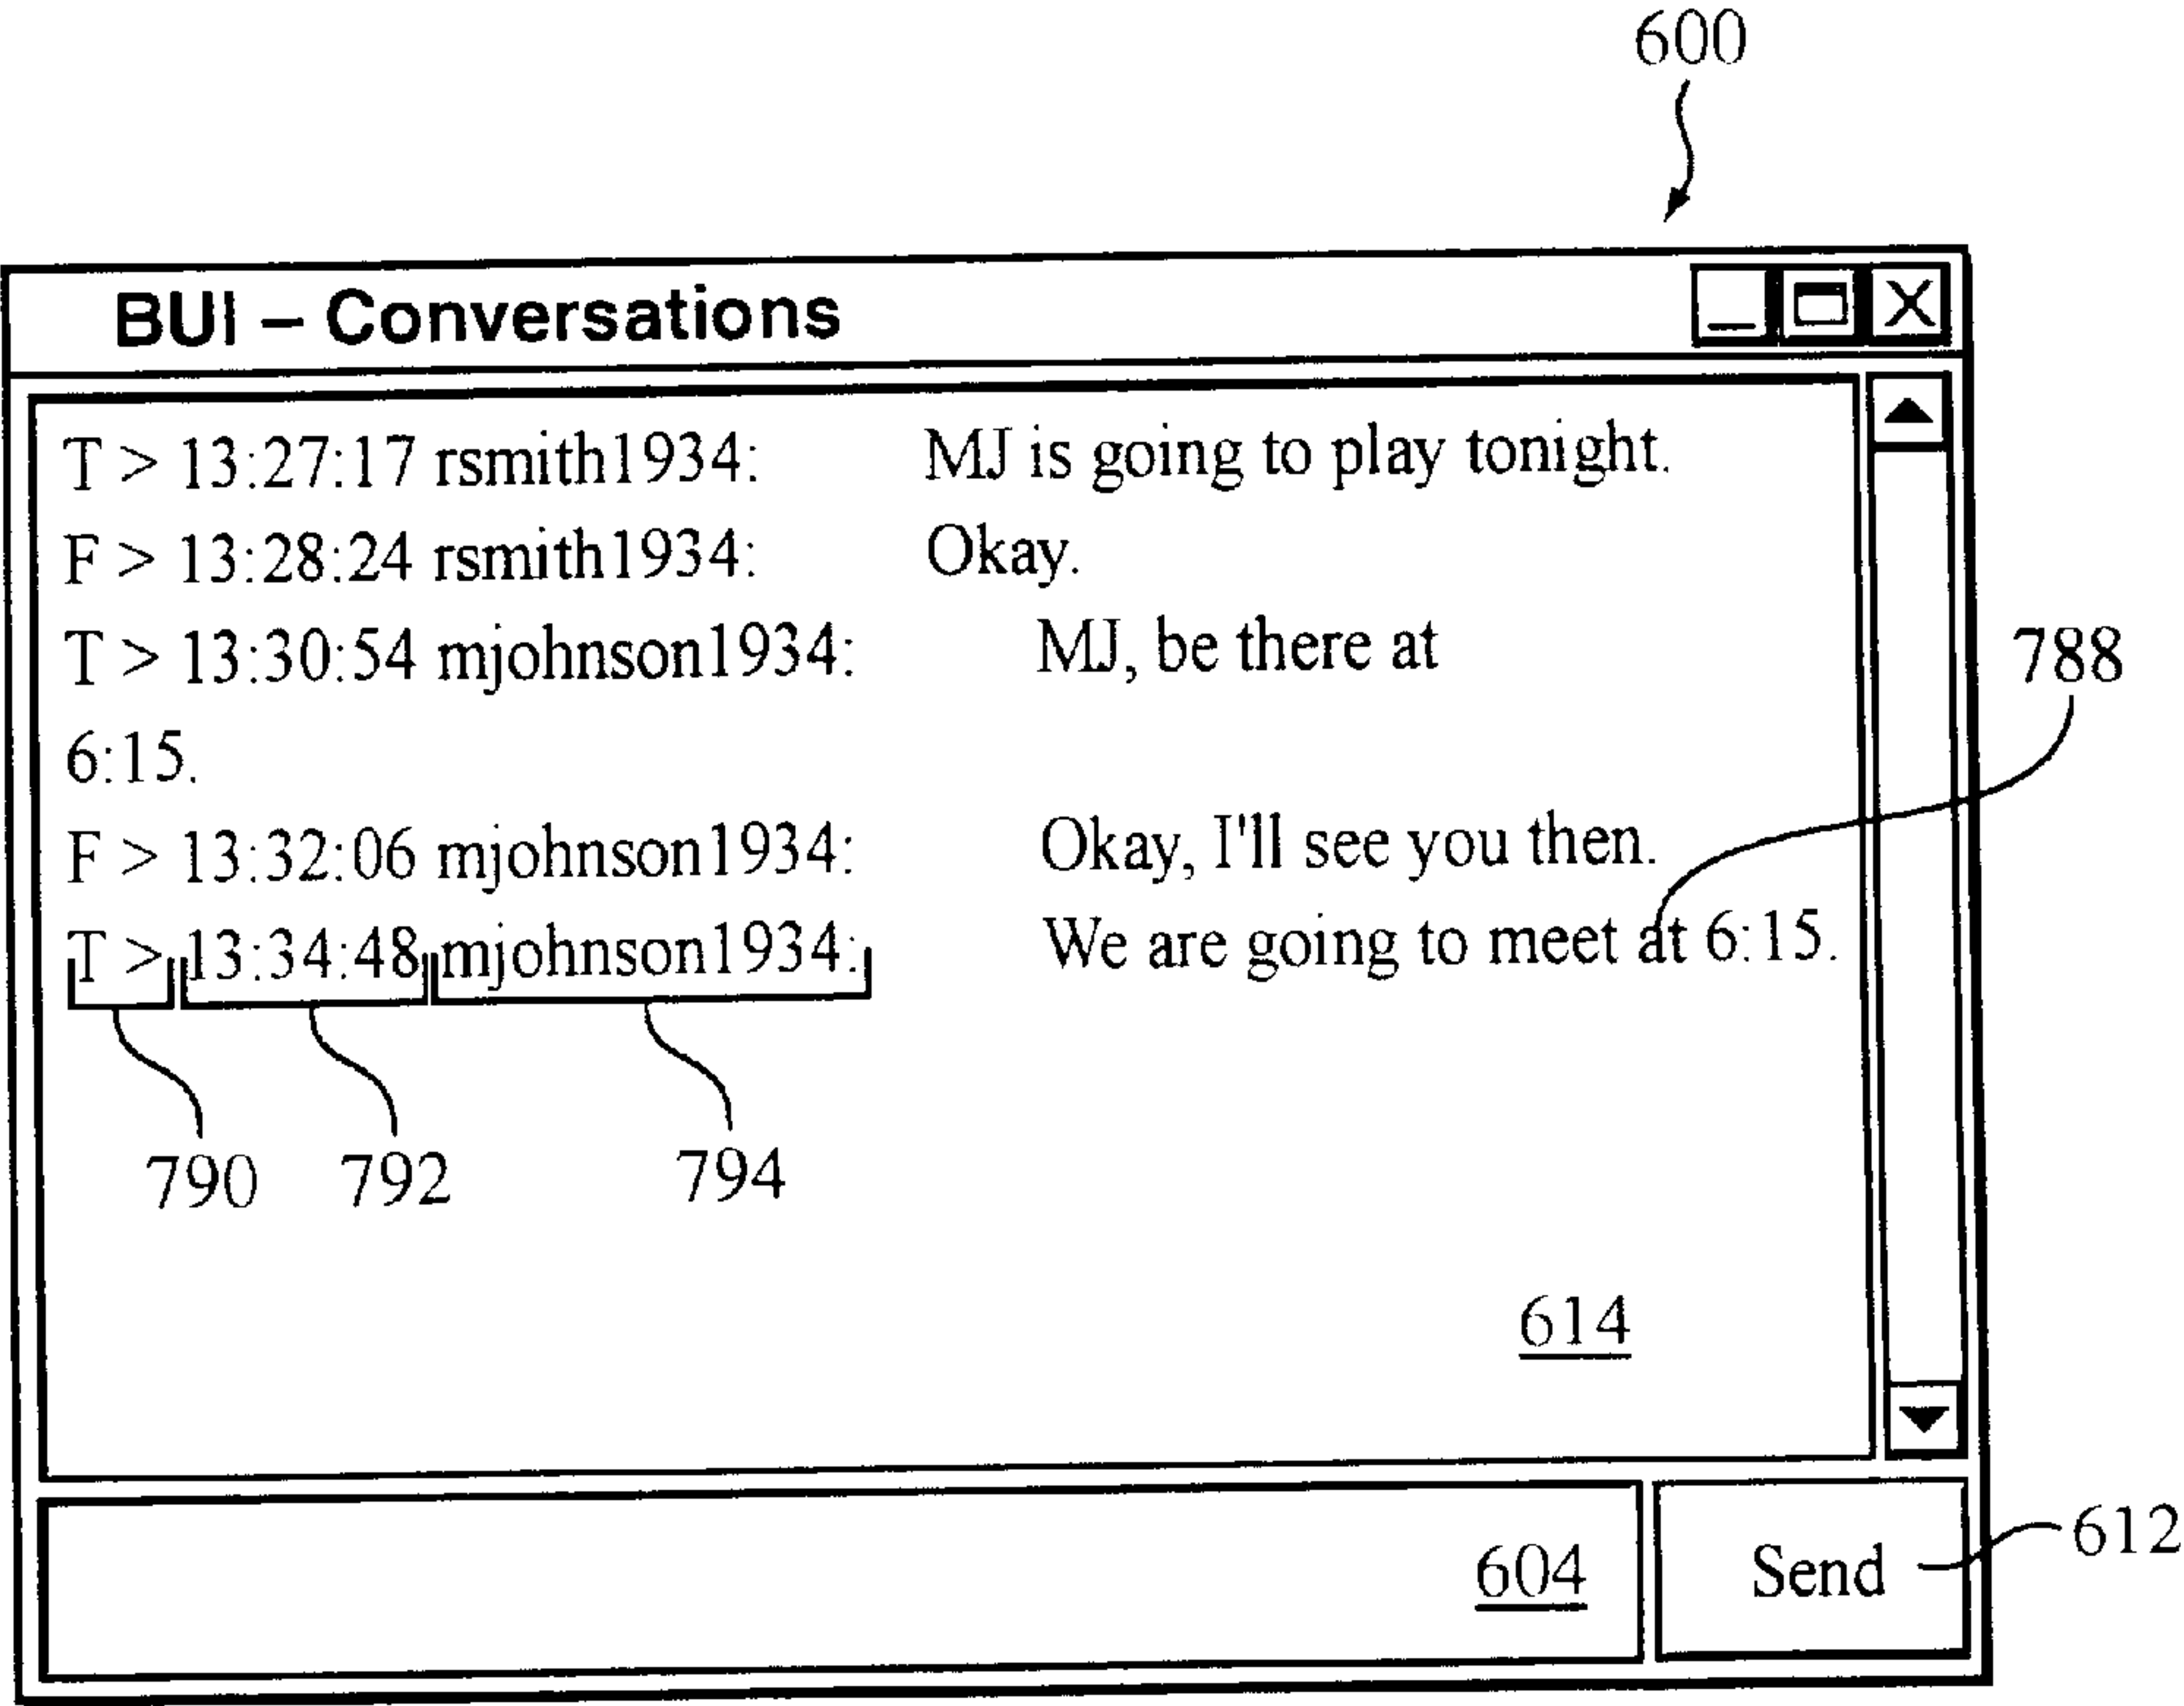 600
BUI – Conversations
T > 13:27:17 rsmith1934: MJ is going to play tonight.
F > 13:28:24 rsmith1934: Okay.
T > 13:30:54 mjohnson1934: MJ, be there at
788
6:15.
F > 13:32:06 mjohnson1934: Okay, I'll see you then.
T > 13:34:48 mjohnson1934: We are going to meet at 6:15.
790 792 794
614
604 Send 612